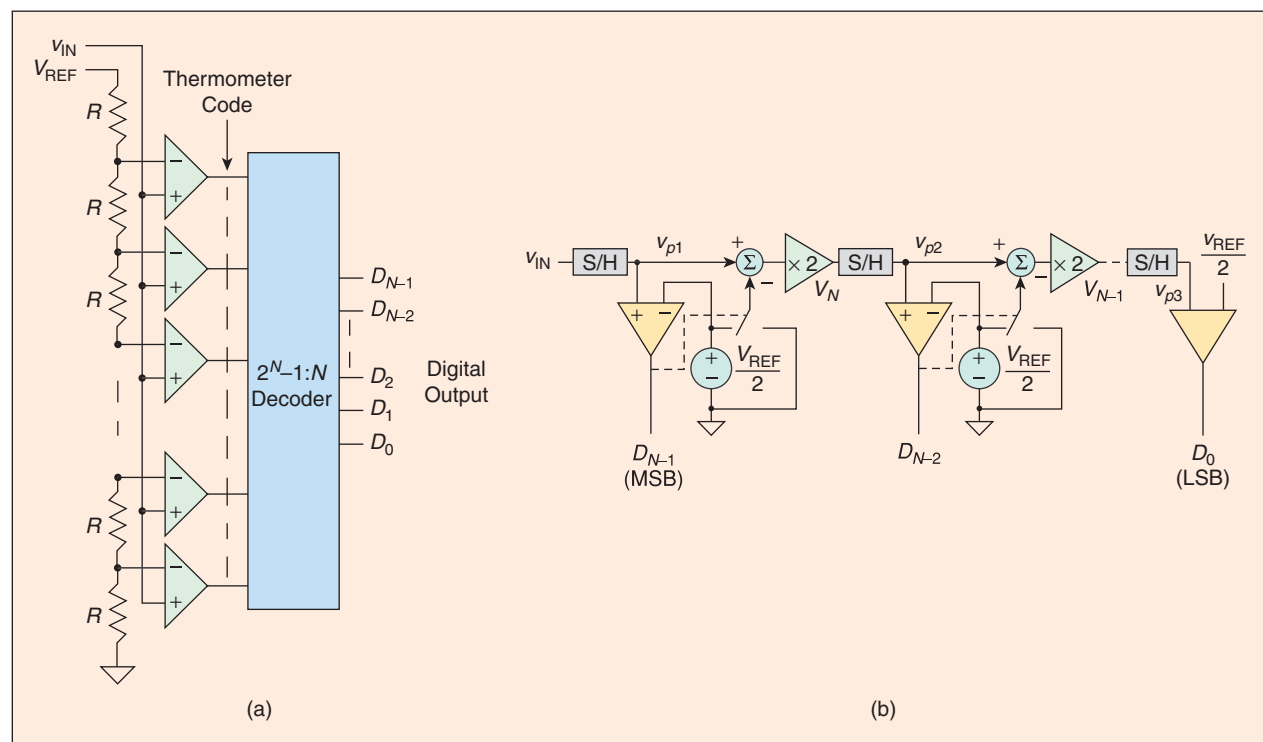 v_IN
V_REF
Thermometer
Code
R
−
+
R
−
+
R
−
+
2^N–1:N
Decoder
D_N–1
D_N–2
D_2
D_1
D_0
Digital
Output
−
+
R
−
+
R
(a)
v_IN
S/H
v_p1
+
Σ
−
× 2
V_N
S/H
v_p2
+
Σ
−
× 2
V_N–1
S/H
v_p3
v_REF
2
+ −
+
−
V_REF
2
D_N–1
(MSB)
+ −
+
−
V_REF
2
D_N–2
D_0
(LSB)
(b)